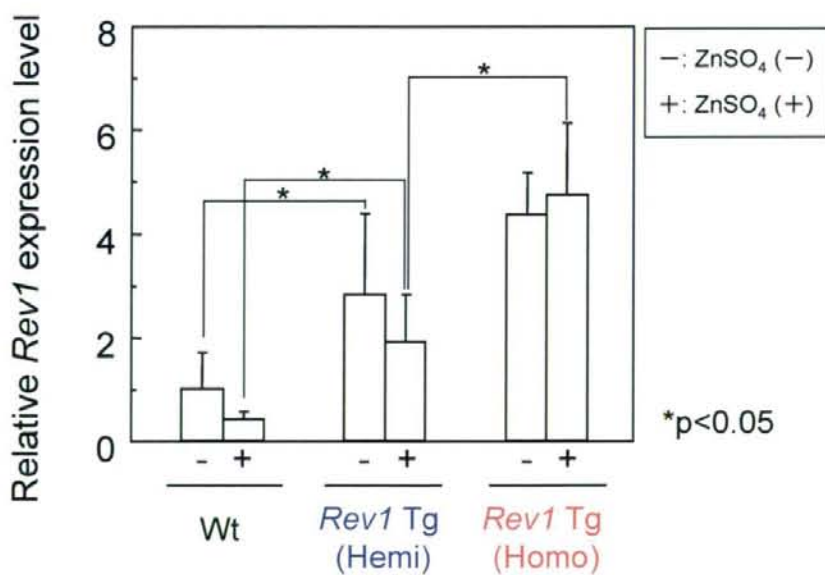 Relative Rev1 expression level
8
6
4
2
0
*
*
*
−: ZnSO₄ (−)
+: ZnSO₄ (+)
*p<0.05
- + - + - +
Wt
Rev1 Tg
(Hemi)
Rev1 Tg
(Homo)